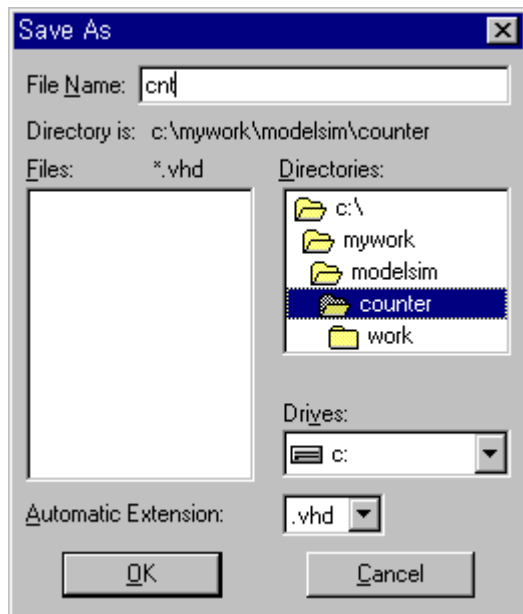 Save As
File Name: cnt
Directory is: c:\mywork\modelsim\counter
Files: *.vhd Directories:
c:\
mywork
modelsim
counter
work
Drives:
c:
Automatic Extension: .vhd
OK Cancel